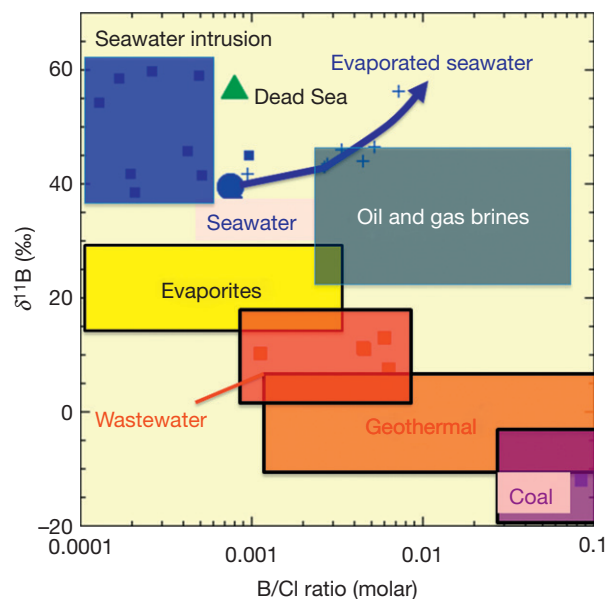 Seawater intrusion
Evaporated seawater
Dead Sea
Seawater
Oil and gas brines
Evaporites
Wastewater
Geothermal
Coal
60
40
20
0
−20
δ¹¹B (‰)
0.0001
0.001
0.01
0.1
B/Cl ratio (molar)